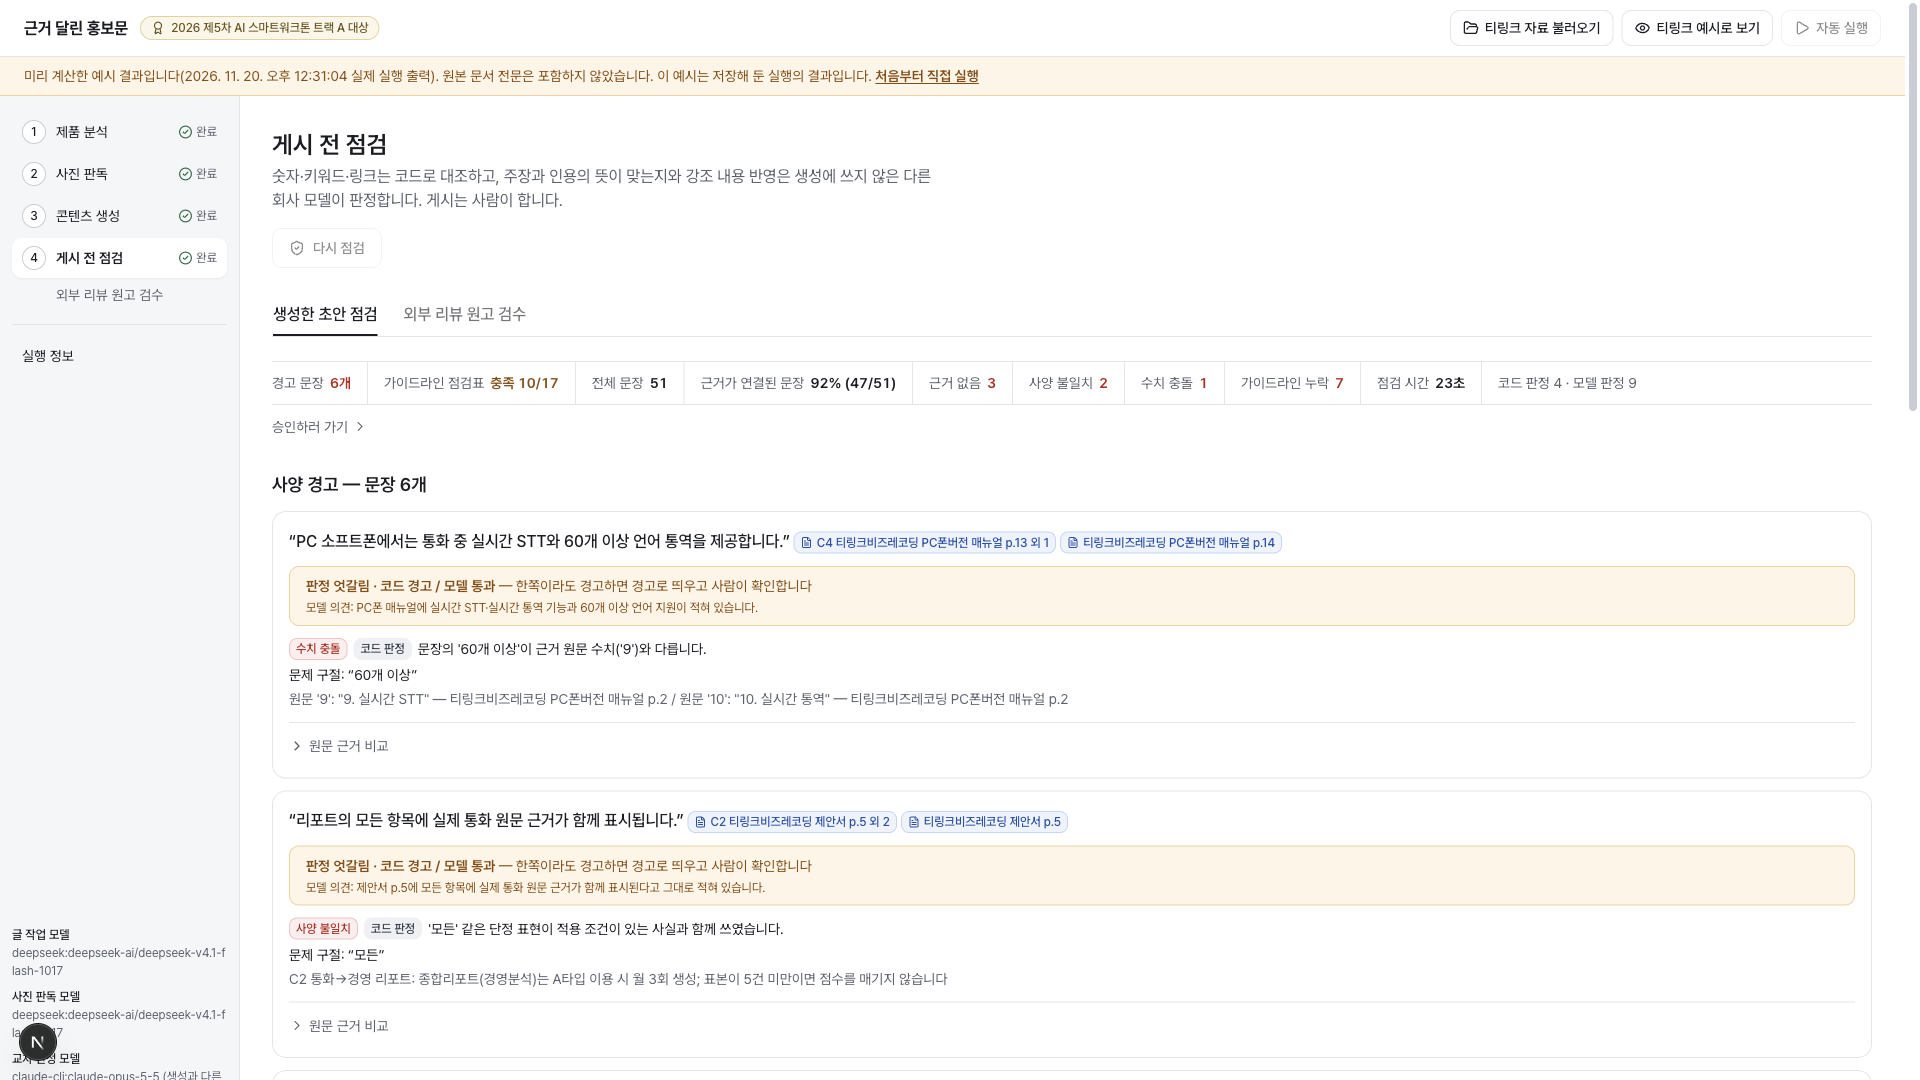 근거 달린 홍보문
2026 제5차 AI 스마트워크톤 트랙 A 대상
티링크 자료 불러오기
티링크 예시로 보기
자동 실행
미리 계산한 예시 결과입니다(2026. 11. 20. 오후 12:31:04 실제 실행 출력). 원본 문서 전문은 포함하지 않았습니다. 이 예시는 저장해 둔 실행의 결과입니다. 처음부터 직접 실행
1 제품 분석 완료
2 사진 판독 완료
3 콘텐츠 생성 완료
4 게시 전 점검 완료
외부 리뷰 원고 검수
실행 정보
글 작업 모델
deepseek:deepseek-ai/deepseek-v4.1-f
lash-1017
사진 판독 모델
deepseek:deepseek-ai/deepseek-v4.1-f
모델
claude-cli:claude-opus-5-5 (생성과 다른
게시 전 점검
숫자·키워드·링크는 코드로 대조하고, 주장과 인용의 뜻이 맞는지와 강조 내용 반영은 생성에 쓰지 않은 다른
회사 모델이 판정합니다. 게시는 사람이 합니다.
다시 점검
생성한 초안 점검
외부 리뷰 원고 검수
경고 문장 6개
가이드라인 점검표 충족 10/17
전체 문장 51
근거가 연결된 문장 92% (47/51)
근거 없음 3
사양 불일치 2
수치 충돌 1
가이드라인 누락 7
점검 시간 23초
코드 판정 4 · 모델 판정 9
승인하러 가기
사양 경고 — 문장 6개
“PC 소프트폰에서는 통화 중 실시간 STT와 60개 이상 언어 통역을 제공합니다.” C4 티링크비즈레코딩 PC폰버전 매뉴얼 p.13 외 1 티링크비즈레코딩 PC폰버전 매뉴얼 p.14
판정 엇갈림 · 코드 경고 / 모델 통과 — 한쪽이라도 경고하면 경고로 띄우고 사람이 확인합니다
모델 의견: PC폰 매뉴얼에 실시간 STT·실시간 통역 기능과 60개 이상 언어 지원이 적혀 있습니다.
수치 충돌 코드 판정 문장의 '60개 이상'이 근거 원문 수치('9')와 다릅니다.
문제 구절: “60개 이상”
원문 '9': "9. 실시간 STT" — 티링크비즈레코딩 PC폰버전 매뉴얼 p.2 / 원문 '10': "10. 실시간 통역" — 티링크비즈레코딩 PC폰버전 매뉴얼 p.2
원문 근거 비교
“리포트의 모든 항목에 실제 통화 원문 근거가 함께 표시됩니다.” C2 티링크비즈레코딩 제안서 p.5 외 2 티링크비즈레코딩 제안서 p.5
판정 엇갈림 · 코드 경고 / 모델 통과 — 한쪽이라도 경고하면 경고로 띄우고 사람이 확인합니다
모델 의견: 제안서 p.5에 모든 항목에 실제 통화 원문 근거가 함께 표시된다고 그대로 적혀 있습니다.
사양 불일치 코드 판정 '모든' 같은 단정 표현이 적용 조건이 있는 사실과 함께 쓰였습니다.
문제 구절: “모든”
C2 통화→경영 리포트: 종합리포트(경영분석)는 A타입 이용 시 월 3회 생성; 표본이 5건 미만이면 점수를 매기지 않습니다
원문 근거 비교